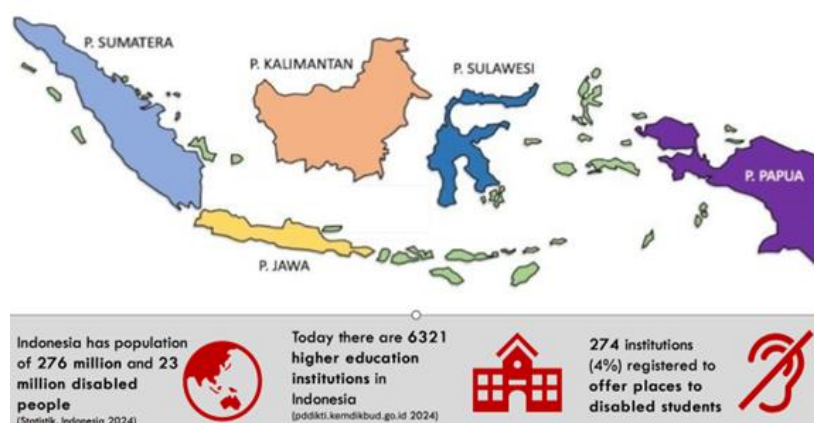 P. SUMATERA
P. KALIMANTAN
P. SULAWESI
P. PAPUA
P. JAWA
Indonesia has population
of 276 million and 23
million disabled
people
(Statistik, Indonesia 2024)
Today there are 6321
higher education
institutions in
Indonesia
(pddikti.kemdikbud.go.id 2024)
274 institutions
(4%) registered to
offer places to
disabled students